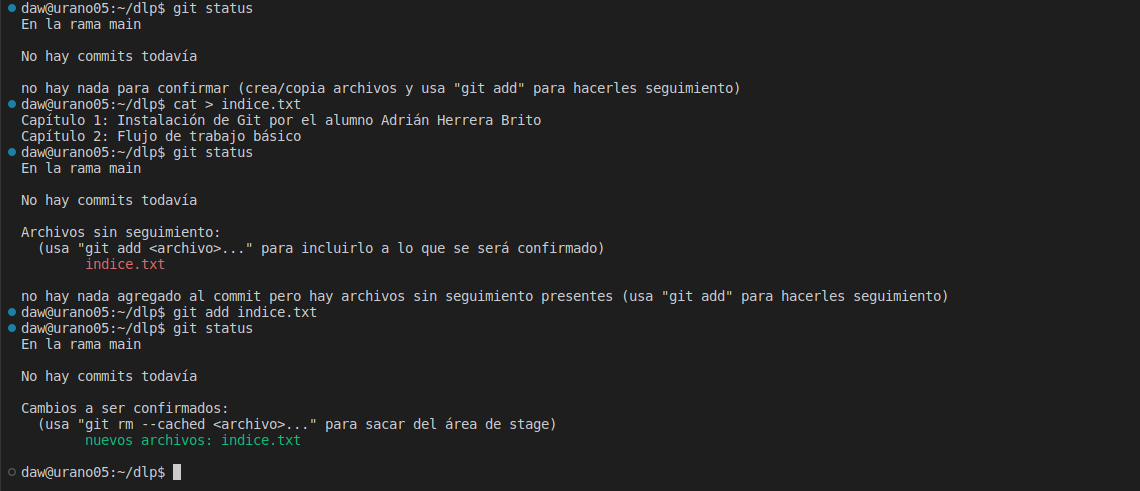 daw@urano05:~/dlp$ git status
En la rama main
No hay commits todavía
no hay nada para confirmar (crea/copia archivos y usa "git add" para hacerles seguimiento)
daw@urano05:~/dlp$ cat > indice.txt
Capítulo 1: Instalación de Git por el alumno Adrián Herrera Brito
Capítulo 2: Flujo de trabajo básico
daw@urano05:~/dlp$ git status
En la rama main
No hay commits todavía
Archivos sin seguimiento:
  (usa "git add <archivo>..." para incluirlo a lo que se será confirmado)
        indice.txt
no hay nada agregado al commit pero hay archivos sin seguimiento presentes (usa "git add" para hacerles seguimiento)
daw@urano05:~/dlp$ git add indice.txt
daw@urano05:~/dlp$ git status
En la rama main
No hay commits todavía
Cambios a ser confirmados:
  (usa "git rm --cached <archivo>..." para sacar del área de stage)
        nuevos archivos: indice.txt
daw@urano05:~/dlp$